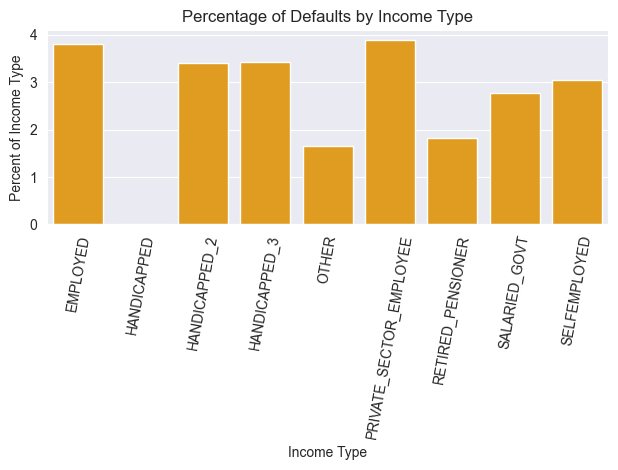 Percentage of Defaults by Income Type
Percent of Income Type
4
3
2
1
0
EMPLOYED
HANDICAPPED
HANDICAPPED_2
HANDICAPPED_3
OTHER
PRIVATE_SECTOR_EMPLOYEE
RETIRED_PENSIONER
SALARIED_GOVT
SELFEMPLOYED
Income Type